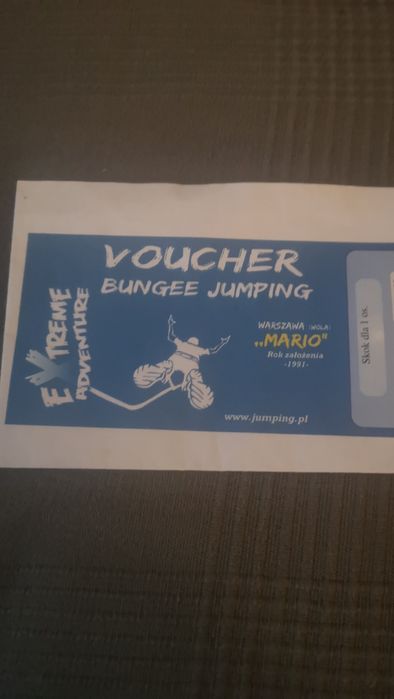 EXTREME
ADVENTURE
VOUCHER
BUNGEE JUMPING
WARSZAWA (WOLA)
„MARIO"
Rok założenia
-1991-
www.jumping.pl
Skok dla 1 os.